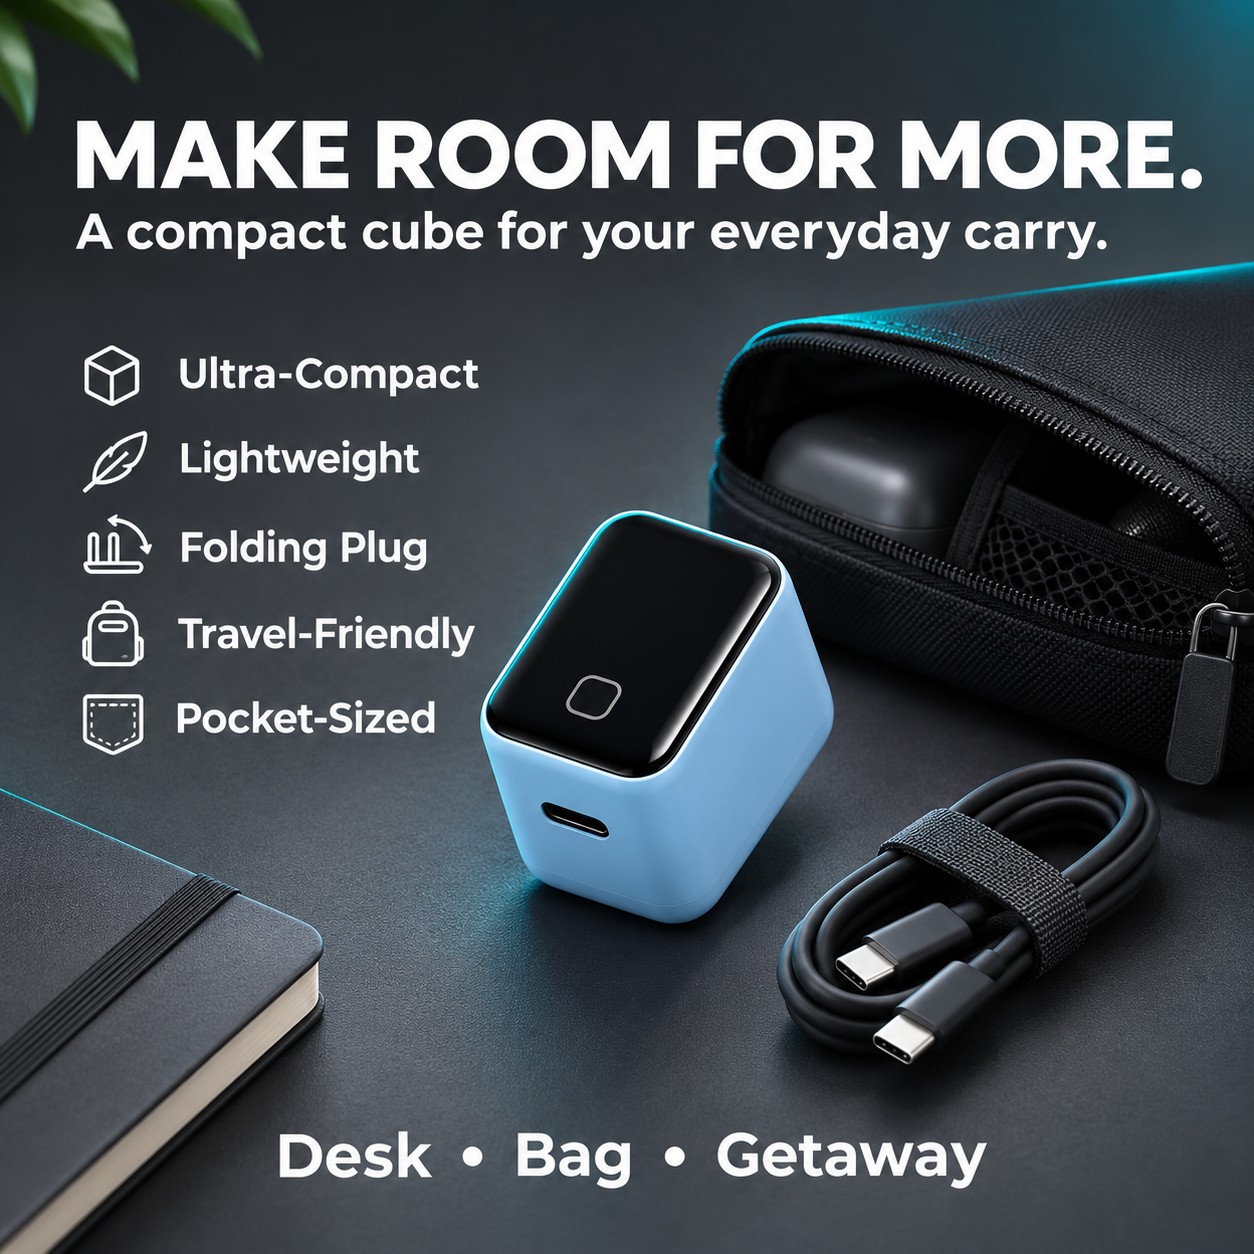 MAKE ROOM FOR MORE.
A compact cube for your everyday carry.
Ultra-Compact
Lightweight
Folding Plug
Travel-Friendly
Pocket-Sized
Desk • Bag • Getaway